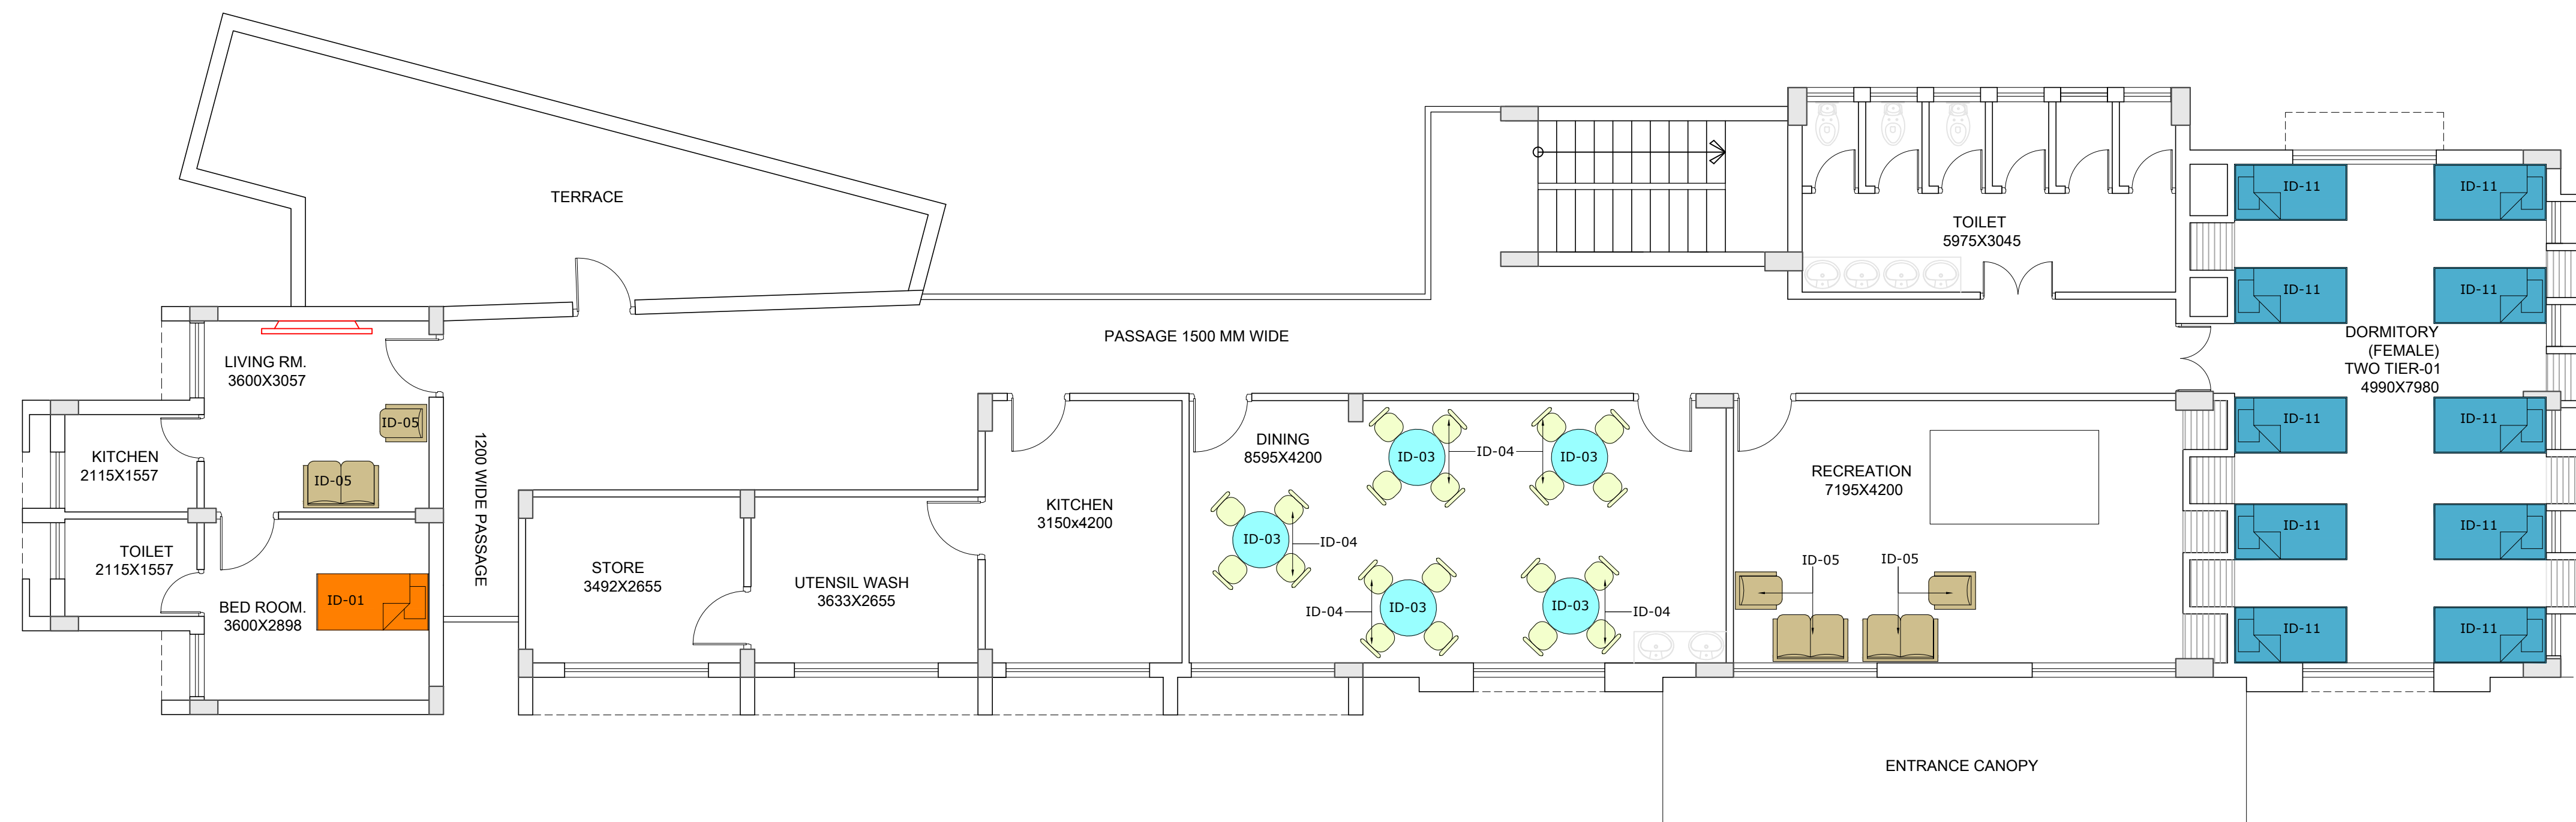 TERRACE
TOILET
5975X3045
ID-11
ID-11
ID-11
ID-11
DORMITORY
(FEMALE)
TWO TIER-01
4990X7980
PASSAGE 1500 MM WIDE
LIVING RM.
3600X3057
ID-05
ID-05
KITCHEN
2115X1557
TOILET
2115X1557
BED ROOM.
3600X2898
ID-01
1200 WIDE PASSAGE
STORE
3492X2655
UTENSIL WASH
3633X2655
KITCHEN
3150x4200
DINING
8595X4200
ID-03
ID-04
ID-03
ID-03
ID-04
ID-04
ID-03
ID-03
ID-04
RECREATION
7195X4200
ID-05
ID-05
ID-11
ID-11
ID-11
ID-11
ID-11
ID-11
ENTRANCE CANOPY